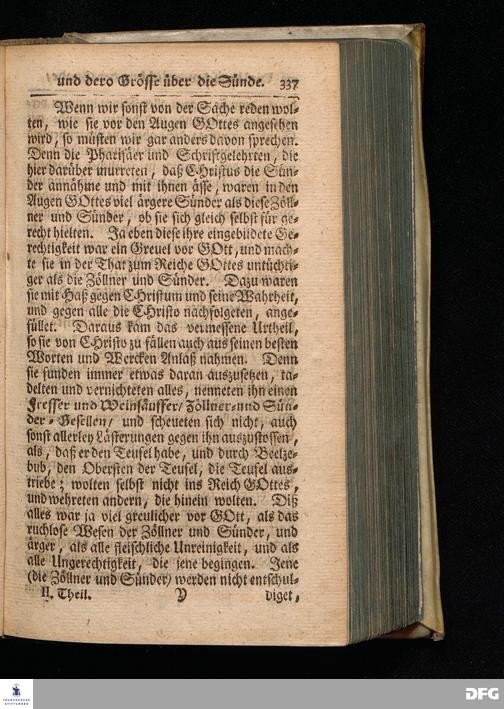 und dero Grösse über die Sünde. 337
Wenn wir sonst von der Sache reden wol-
ten, wie sie vor den Augen GOttes angesehen
wird, so müsten wir gar anders davon sprechen.
Denn die Pharisäer und Schriftgelehrten, die
hier darüber murreten, daß CHristus die Sün-
der annähme und mit ihnen ässe, waren in den
Augen GOttes viel ärgere Sünder als diese Zöll-
ner und Sünder, ob sie sich gleich selbst für ge-
recht hielten. Ja eben diese ihre eingebildete Ge-
rechtigkeit war ein Greuel vor GOtt, und mach-
te sie in der That zum Reiche GOttes untüchti-
ger als die Zöllner und Sünder. Dazu waren
sie mit Haß gegen CHristum und seine Wahrheit,
und gegen alle die CHristo nachfolgeten, ange-
füllet. Daraus kam das vermessene Urtheil,
so sie von CHristo zu fällen auch aus seinen besten
Worten und Wercken Anlaß nahmen. Denn
sie funden immer etwas daran auszusetzen, ta-
delten und vernichteten alles, nenneten ihn einen
Fresser und Weinsäuffer/ Zöllner-und Sün-
der-Gesellen/ und scheueten sich nicht, auch
sonst allerley Lästerungen gegen ihn auszustossen,
als, daß er den Teufel habe, und durch Beelze-
bub, den Obersten der Teufel, die Teufel aus-
triebe; wolten selbst nicht ins Reich GOttes,
und wehreten andern, die hinein wolten. Diß
alles war ja viel greulicher vor GOtt, als das
ruchlose Wesen der Zöllner und Sünder, und
ärger, als alle fleischliche Unreinigkeit, und als
alle Ungerechtigkeit, die jene begingen. Jene
(die Zöllner und Sünder) werden nicht entschul-
II. Theil. Y diget,
FRANCKESCHE
STIFTUNGEN
DFG